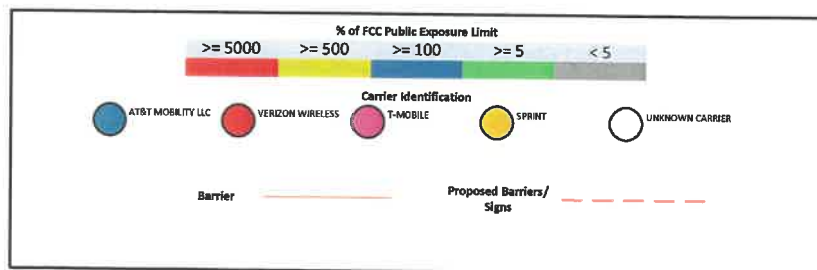 % of FCC Public Exposure Limit
>= 5000 >= 500 >= 100 >= 5 < 5
Carrier Identification
AT&T MOBILITY LLC VERIZON WIRELESS T-MOBILE SPRINT UNKNOWN CARRIER
Barrier Proposed Barriers/
Signs